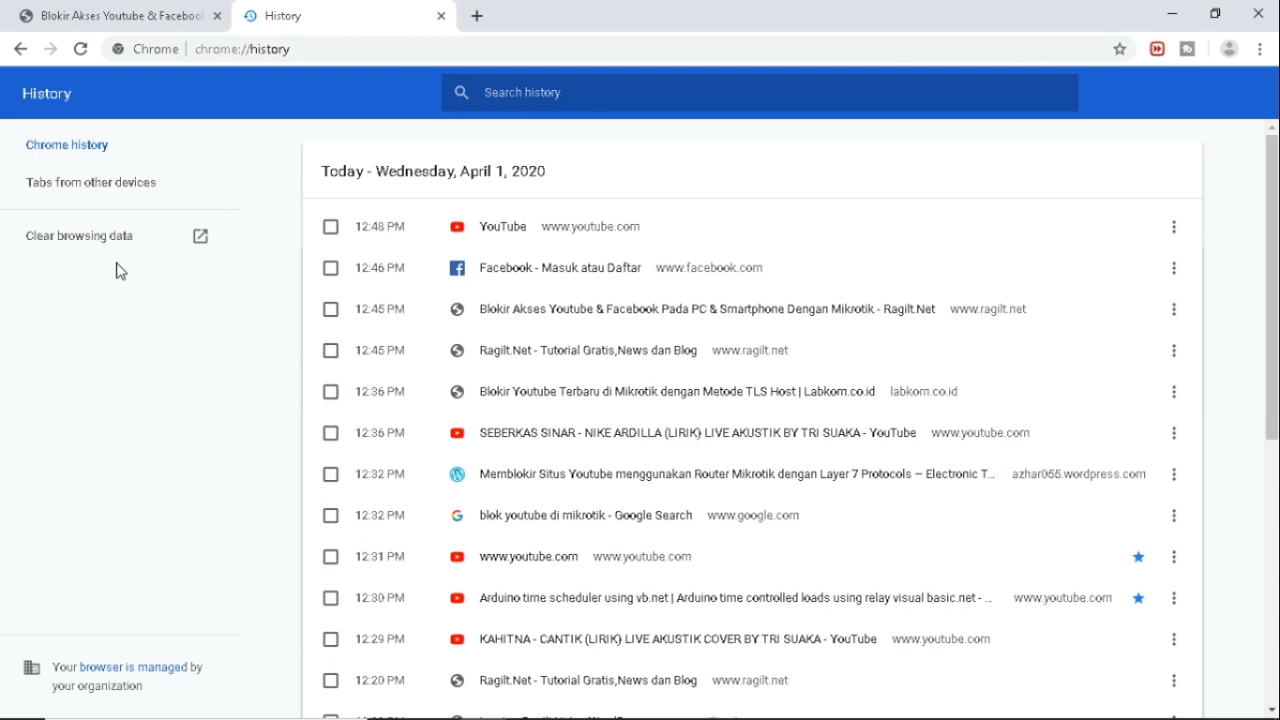 Blokir Akses Youtube & Facebool
History
Chrome | chrome://history
History
Search history
Chrome history
Tabs from other devices
Clear browsing data
Today - Wednesday, April 1, 2020
12:48 PM YouTube www.youtube.com
12:46 PM Facebook - Masuk atau Daftar www.facebook.com
12:45 PM Blokir Akses Youtube & Facebook Pada PC & Smartphone Dengan Mikrotik - Ragilt.Net www.ragilt.net
12:45 PM Ragilt.Net - Tutorial Gratis,News dan Blog www.ragilt.net
12:36 PM Blokir Youtube Terbaru di Mikrotik dengan Metode TLS Host | Labkom.co.id labkom.co.id
12:36 PM SEBERKAS SINAR - NIKE ARDILLA (LIRIK) LIVE AKUSTIK BY TRI SUAKA - YouTube www.youtube.com
12:32 PM Memblokir Situs Youtube menggunakan Router Mikrotik dengan Layer 7 Protocols – Electronic T... azhar055.wordpress.com
12:32 PM blok youtube di mikrotik - Google Search www.google.com
12:31 PM www.youtube.com www.youtube.com
12:30 PM Arduino time scheduler using vb.net | Arduino time controlled loads using relay visual basic.net - ... www.youtube.com
12:29 PM KAHITNA - CANTIK (LIRIK) LIVE AKUSTIK COVER BY TRI SUAKA - YouTube www.youtube.com
12:20 PM Ragilt.Net - Tutorial Gratis,News dan Blog www.ragilt.net
Your browser is managed by
your organization